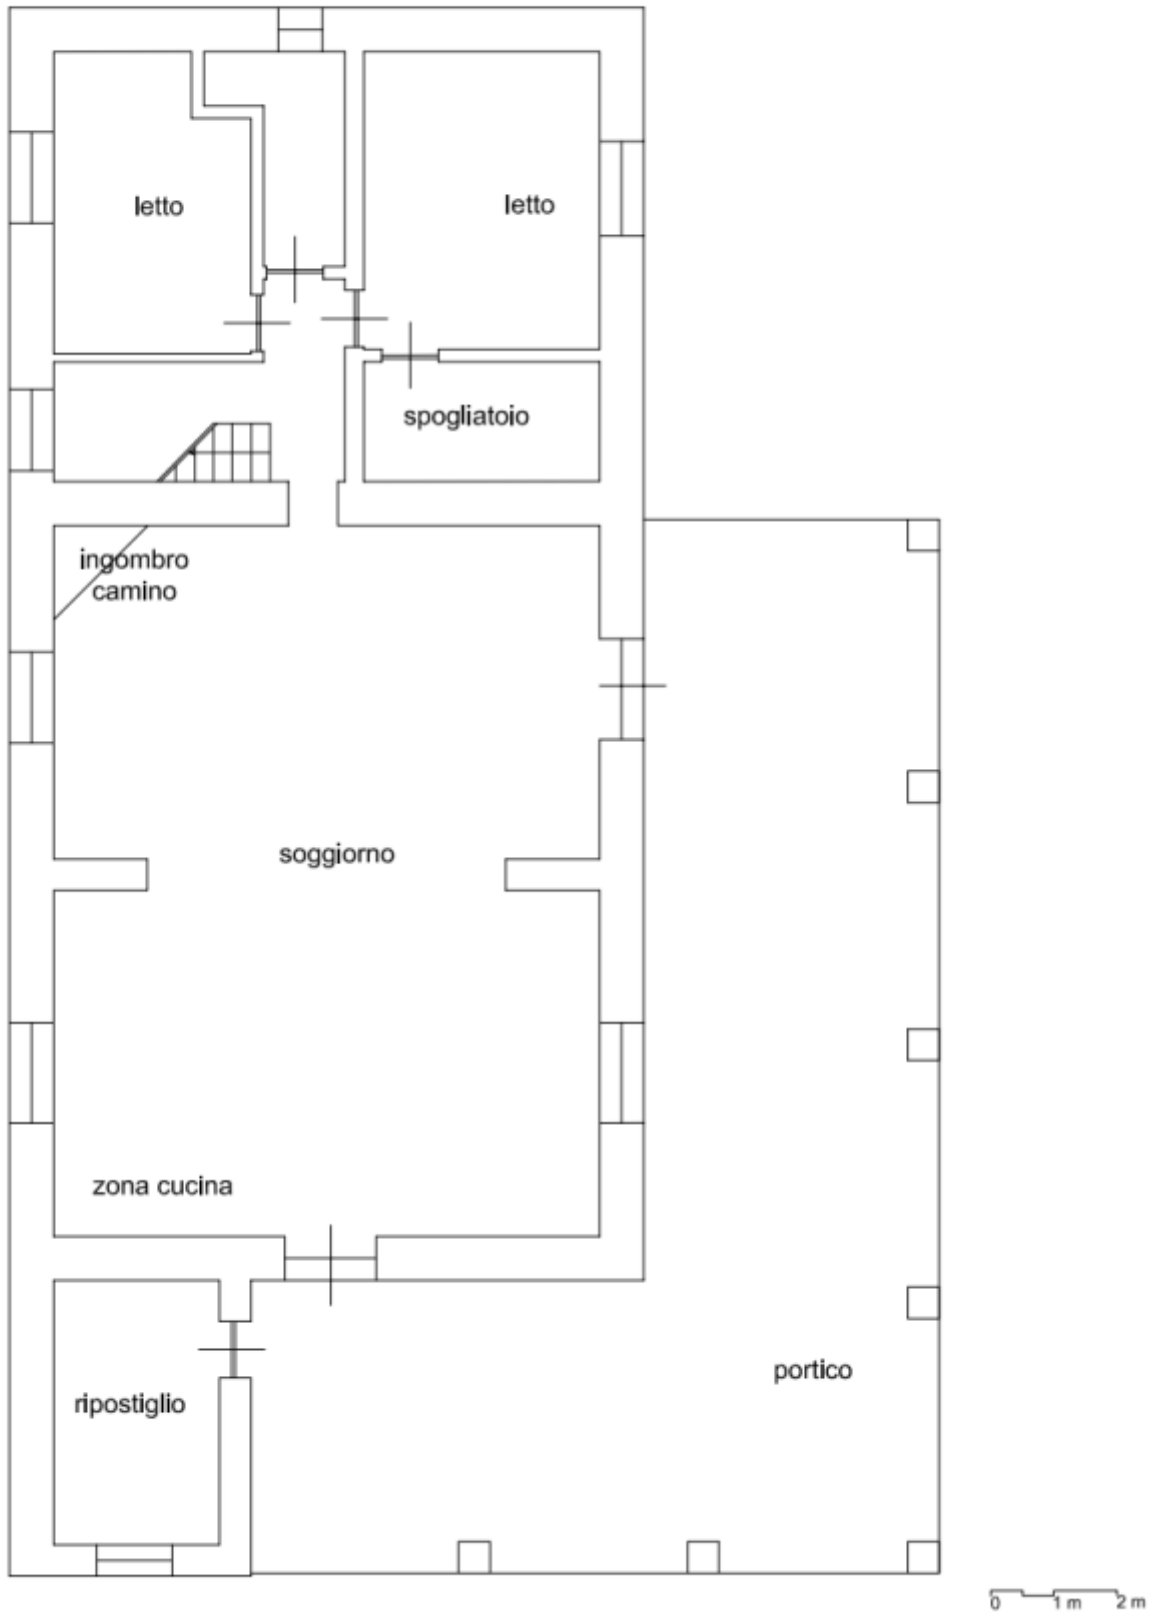 letto
letto
spogliatoio
ingombro
camino
soggiorno
zona cucina
portico
ripostiglio
0 1 m 2 m